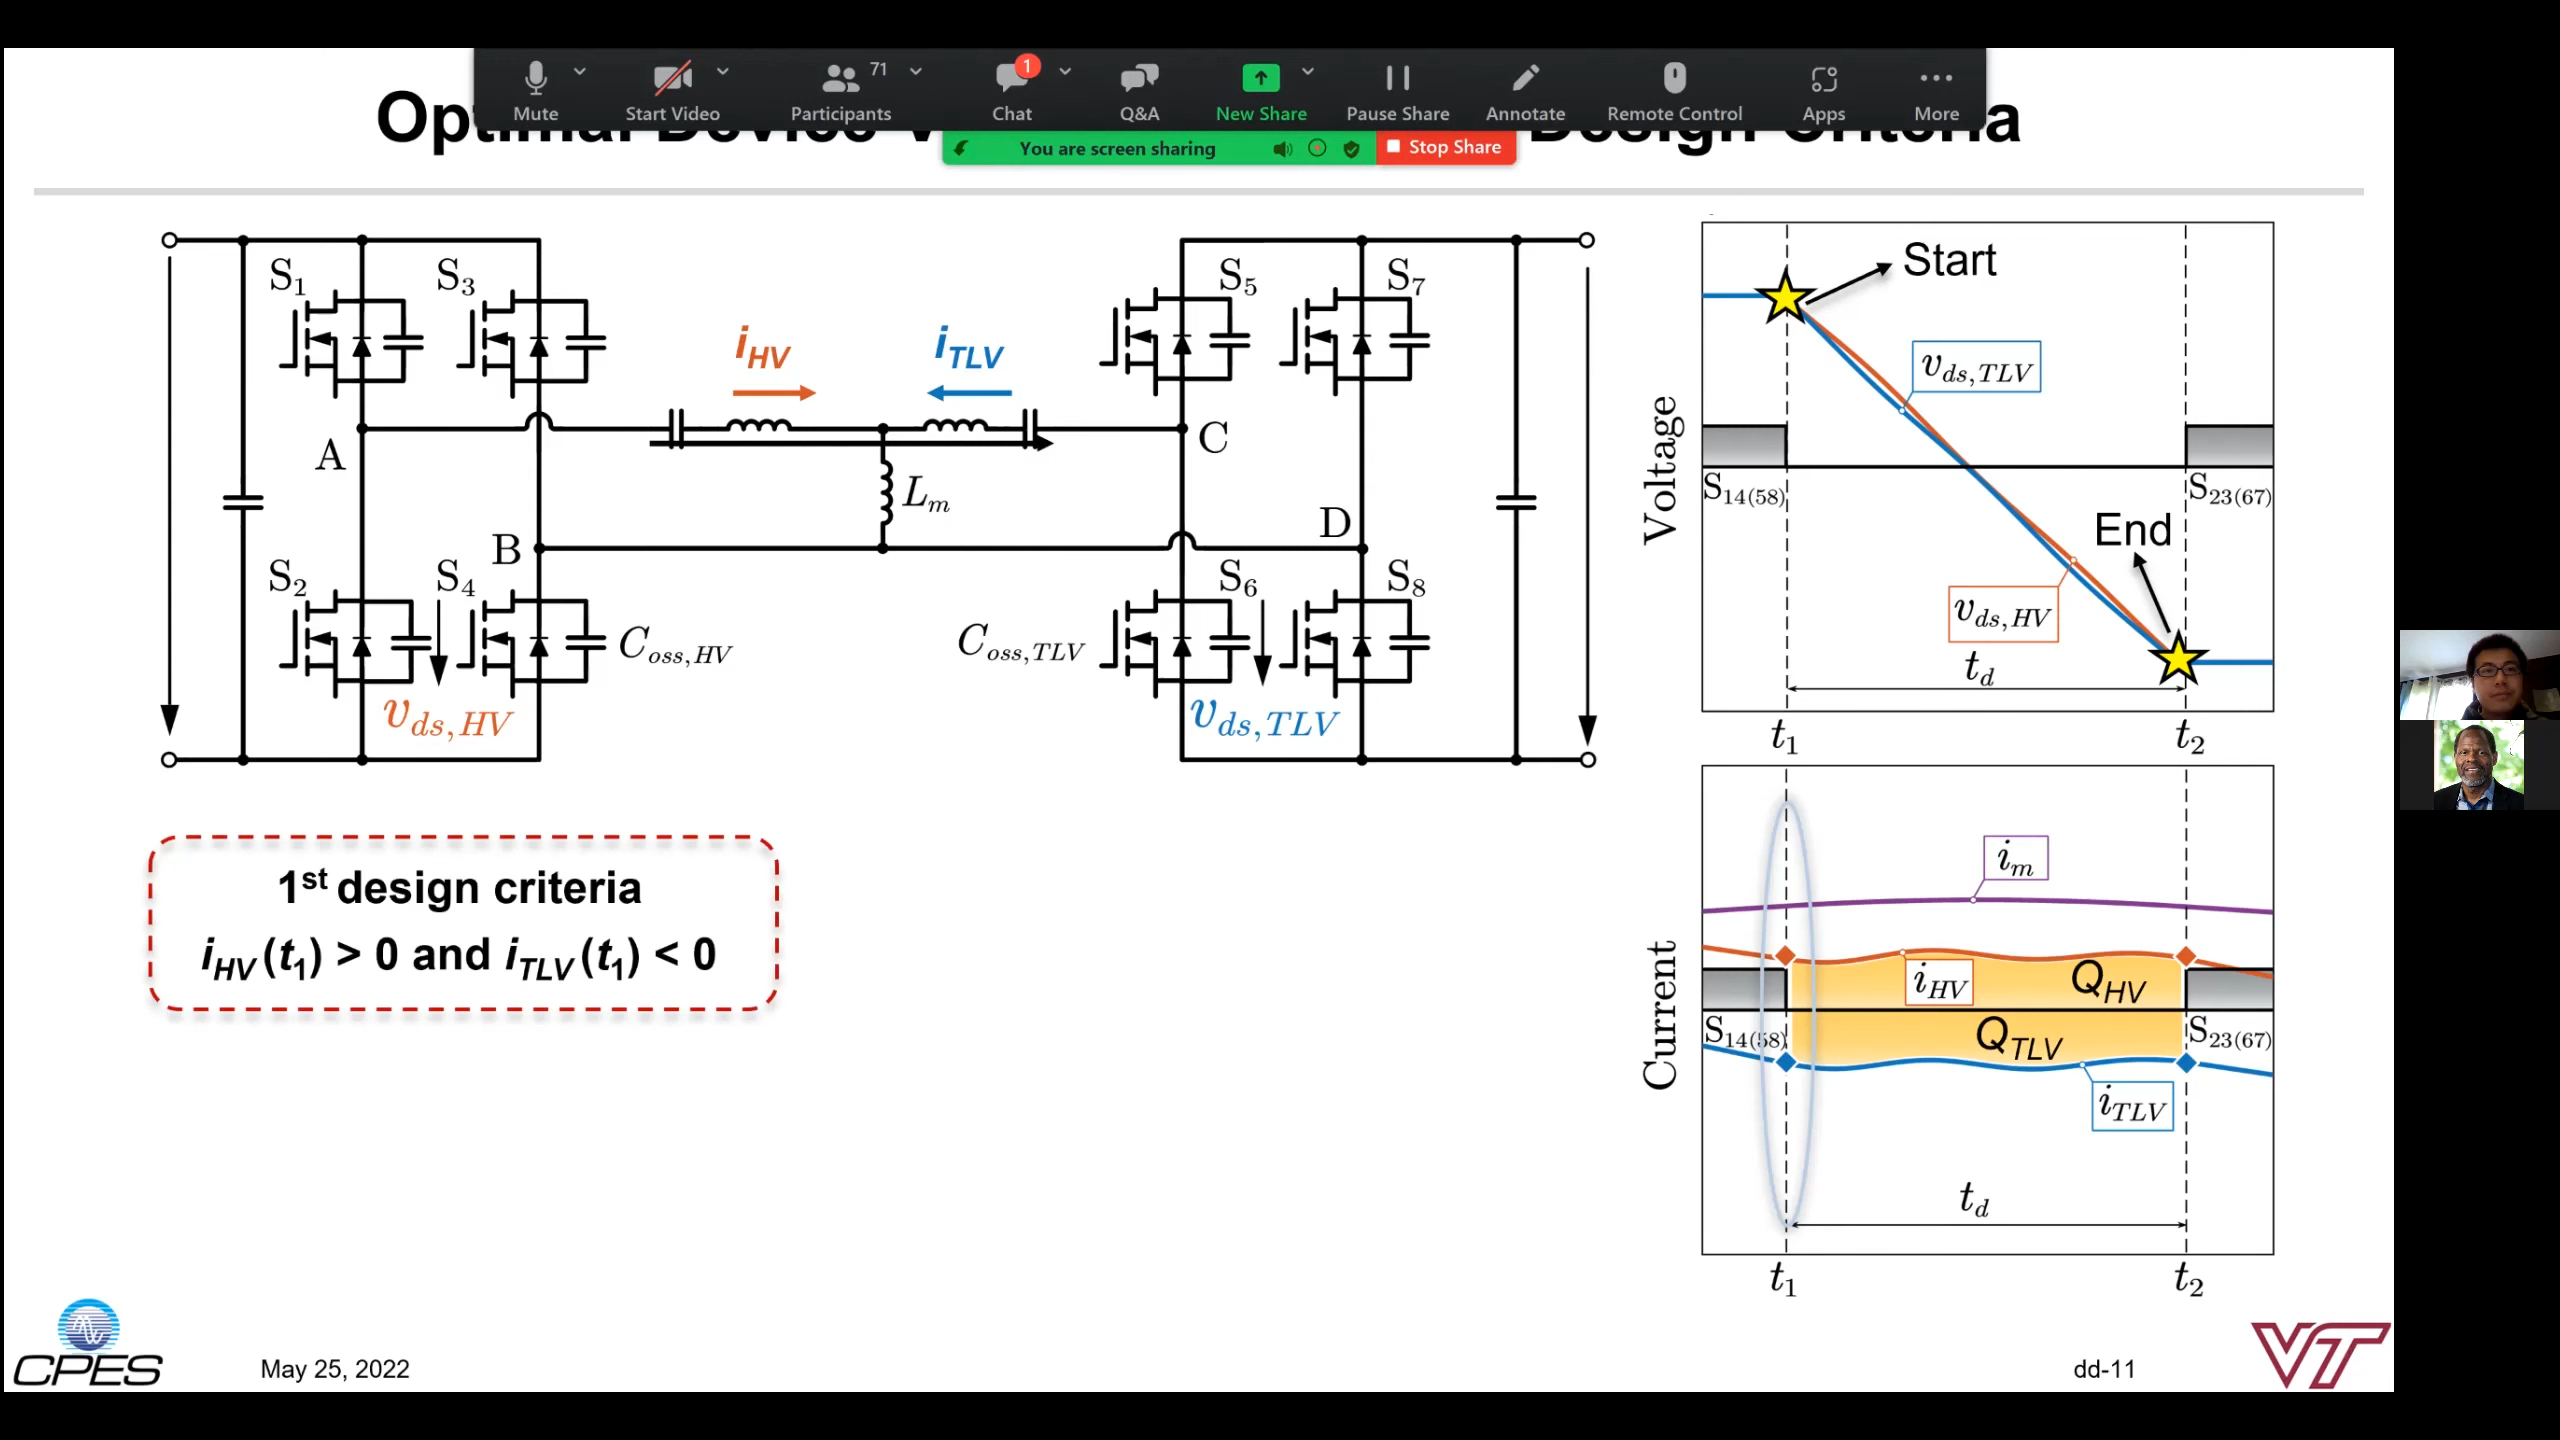 Mute
Start Video
Participants
71
Chat
1
Q&A
New Share
Pause Share
Annotate
Remote Control
Apps
More
You are screen sharing
Stop Share
Design Criteria
S1
S3
S5
S7
iHV
iTLV
A
C
Lm
B
D
S2
S4
S6
S8
Coss,HV
Coss,TLV
vds,HV
vds,TLV
Start
vds,TLV
Voltage
S14(58)
S23(67)
End
vds,HV
td
t1
t2
1st design criteria
iHV(t1) > 0 and iTLV(t1) < 0
im
Current
iHV
QHV
S14(58)
QTLV
S23(67)
iTLV
td
t1
t2
CPES
May 25, 2022
dd-11
VT